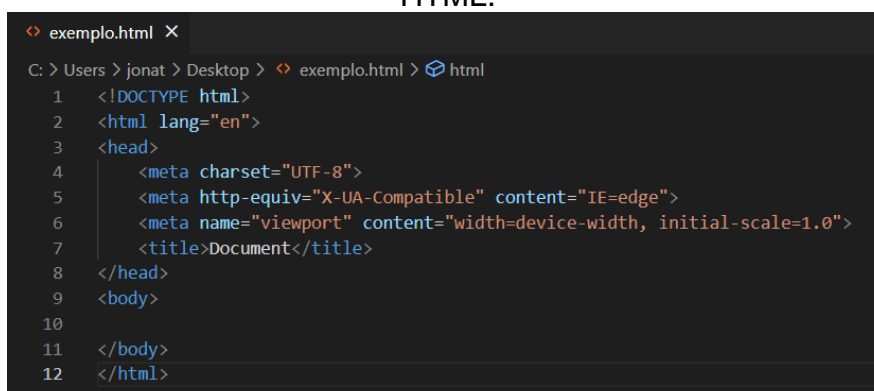 HTML.
exemplo.html ×
C: > Users > jonat > Desktop > <> exemplo.html > html
1 <!DOCTYPE html>
2 <html lang="en">
3 <head>
4     <meta charset="UTF-8">
5     <meta http-equiv="X-UA-Compatible" content="IE=edge">
6     <meta name="viewport" content="width=device-width, initial-scale=1.0">
7     <title>Document</title>
8 </head>
9 <body>
10
11 </body>
12 </html>